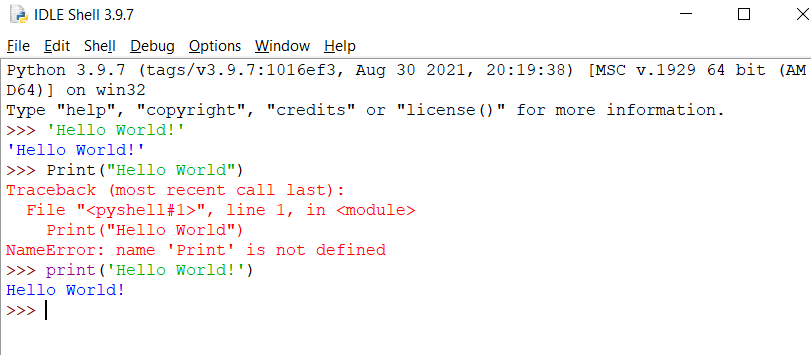 IDLE Shell 3.9.7
File Edit Shell Debug Options Window Help
Python 3.9.7 (tags/v3.9.7:1016ef3, Aug 30 2021, 20:19:38) [MSC v.1929 64 bit (AM
D64)] on win32
Type "help", "copyright", "credits" or "license()" for more information.
>>> 'Hello World!'
'Hello World!'
>>> Print("Hello World")
Traceback (most recent call last):
  File "<pyshell#1>", line 1, in <module>
    Print("Hello World")
NameError: name 'Print' is not defined
>>> print('Hello World!')
Hello World!
>>>